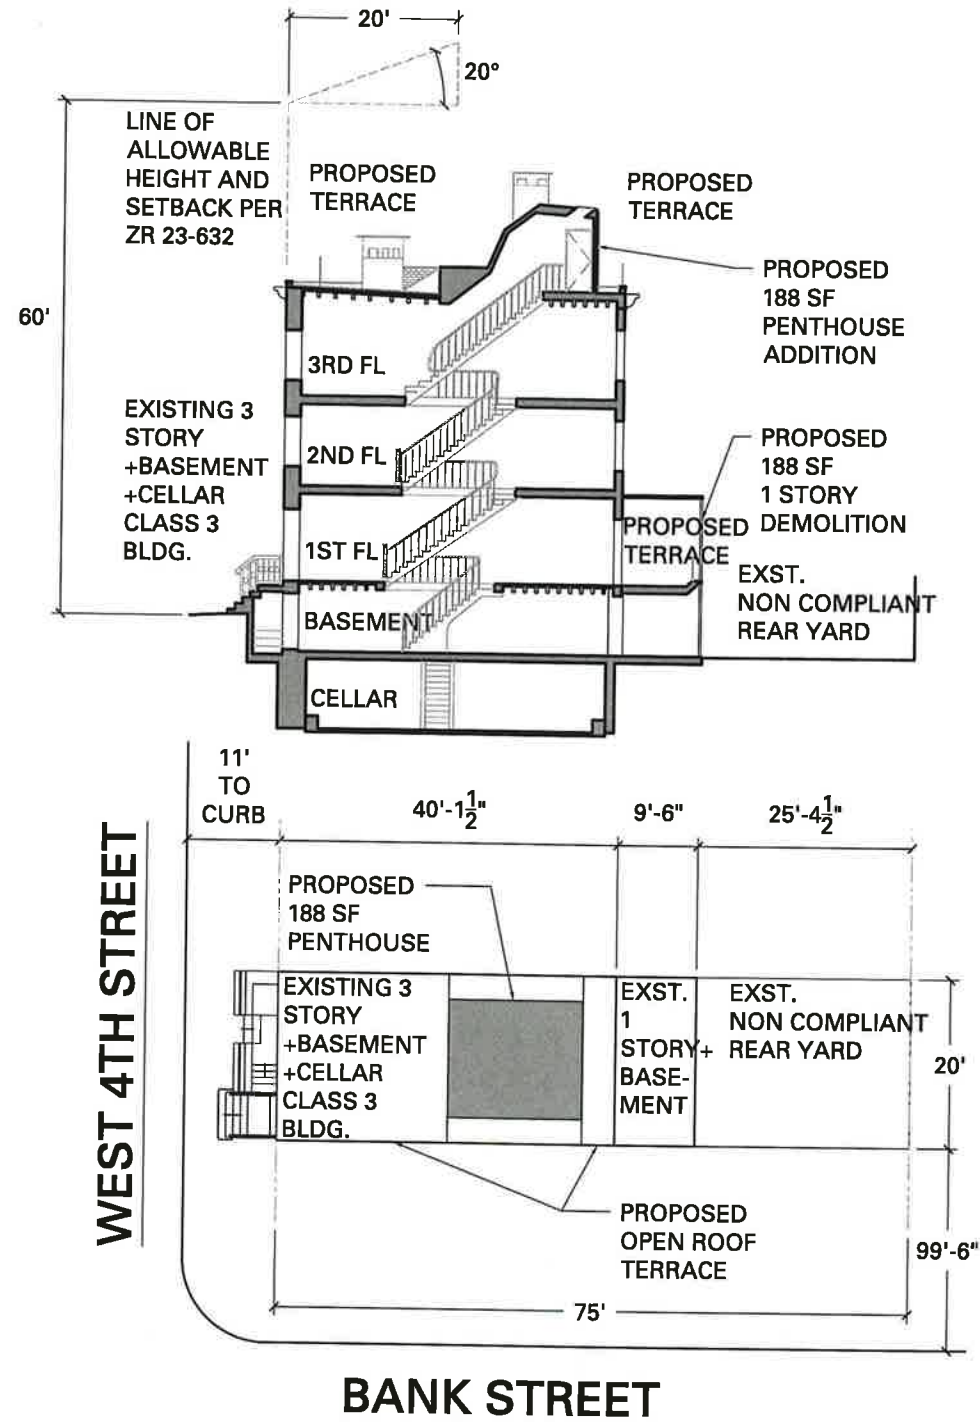 20'
20°
LINE OF
ALLOWABLE
HEIGHT AND
SETBACK PER
ZR 23-632
PROPOSED
TERRACE
PROPOSED
TERRACE
PROPOSED
188 SF
PENTHOUSE
ADDITION
60'
3RD FL
EXISTING 3
STORY
+BASEMENT
+CELLAR
CLASS 3
BLDG.
2ND FL
PROPOSED
188 SF
1 STORY
DEMOLITION
PROPOSED
TERRACE
1ST FL
EXST.
NON COMPLIANT
REAR YARD
BASEMENT
CELLAR
11'
TO
CURB
40'-1 1/2"
9'-6"
25'-4 1/2"
WEST 4TH STREET
PROPOSED
188 SF
PENTHOUSE
EXISTING 3
STORY
+BASEMENT
+CELLAR
CLASS 3
BLDG.
EXST.
1
STORY+
BASE-
MENT
EXST.
NON COMPLIANT
REAR YARD
20'
PROPOSED
OPEN ROOF
TERRACE
99'-6"
75'
BANK STREET